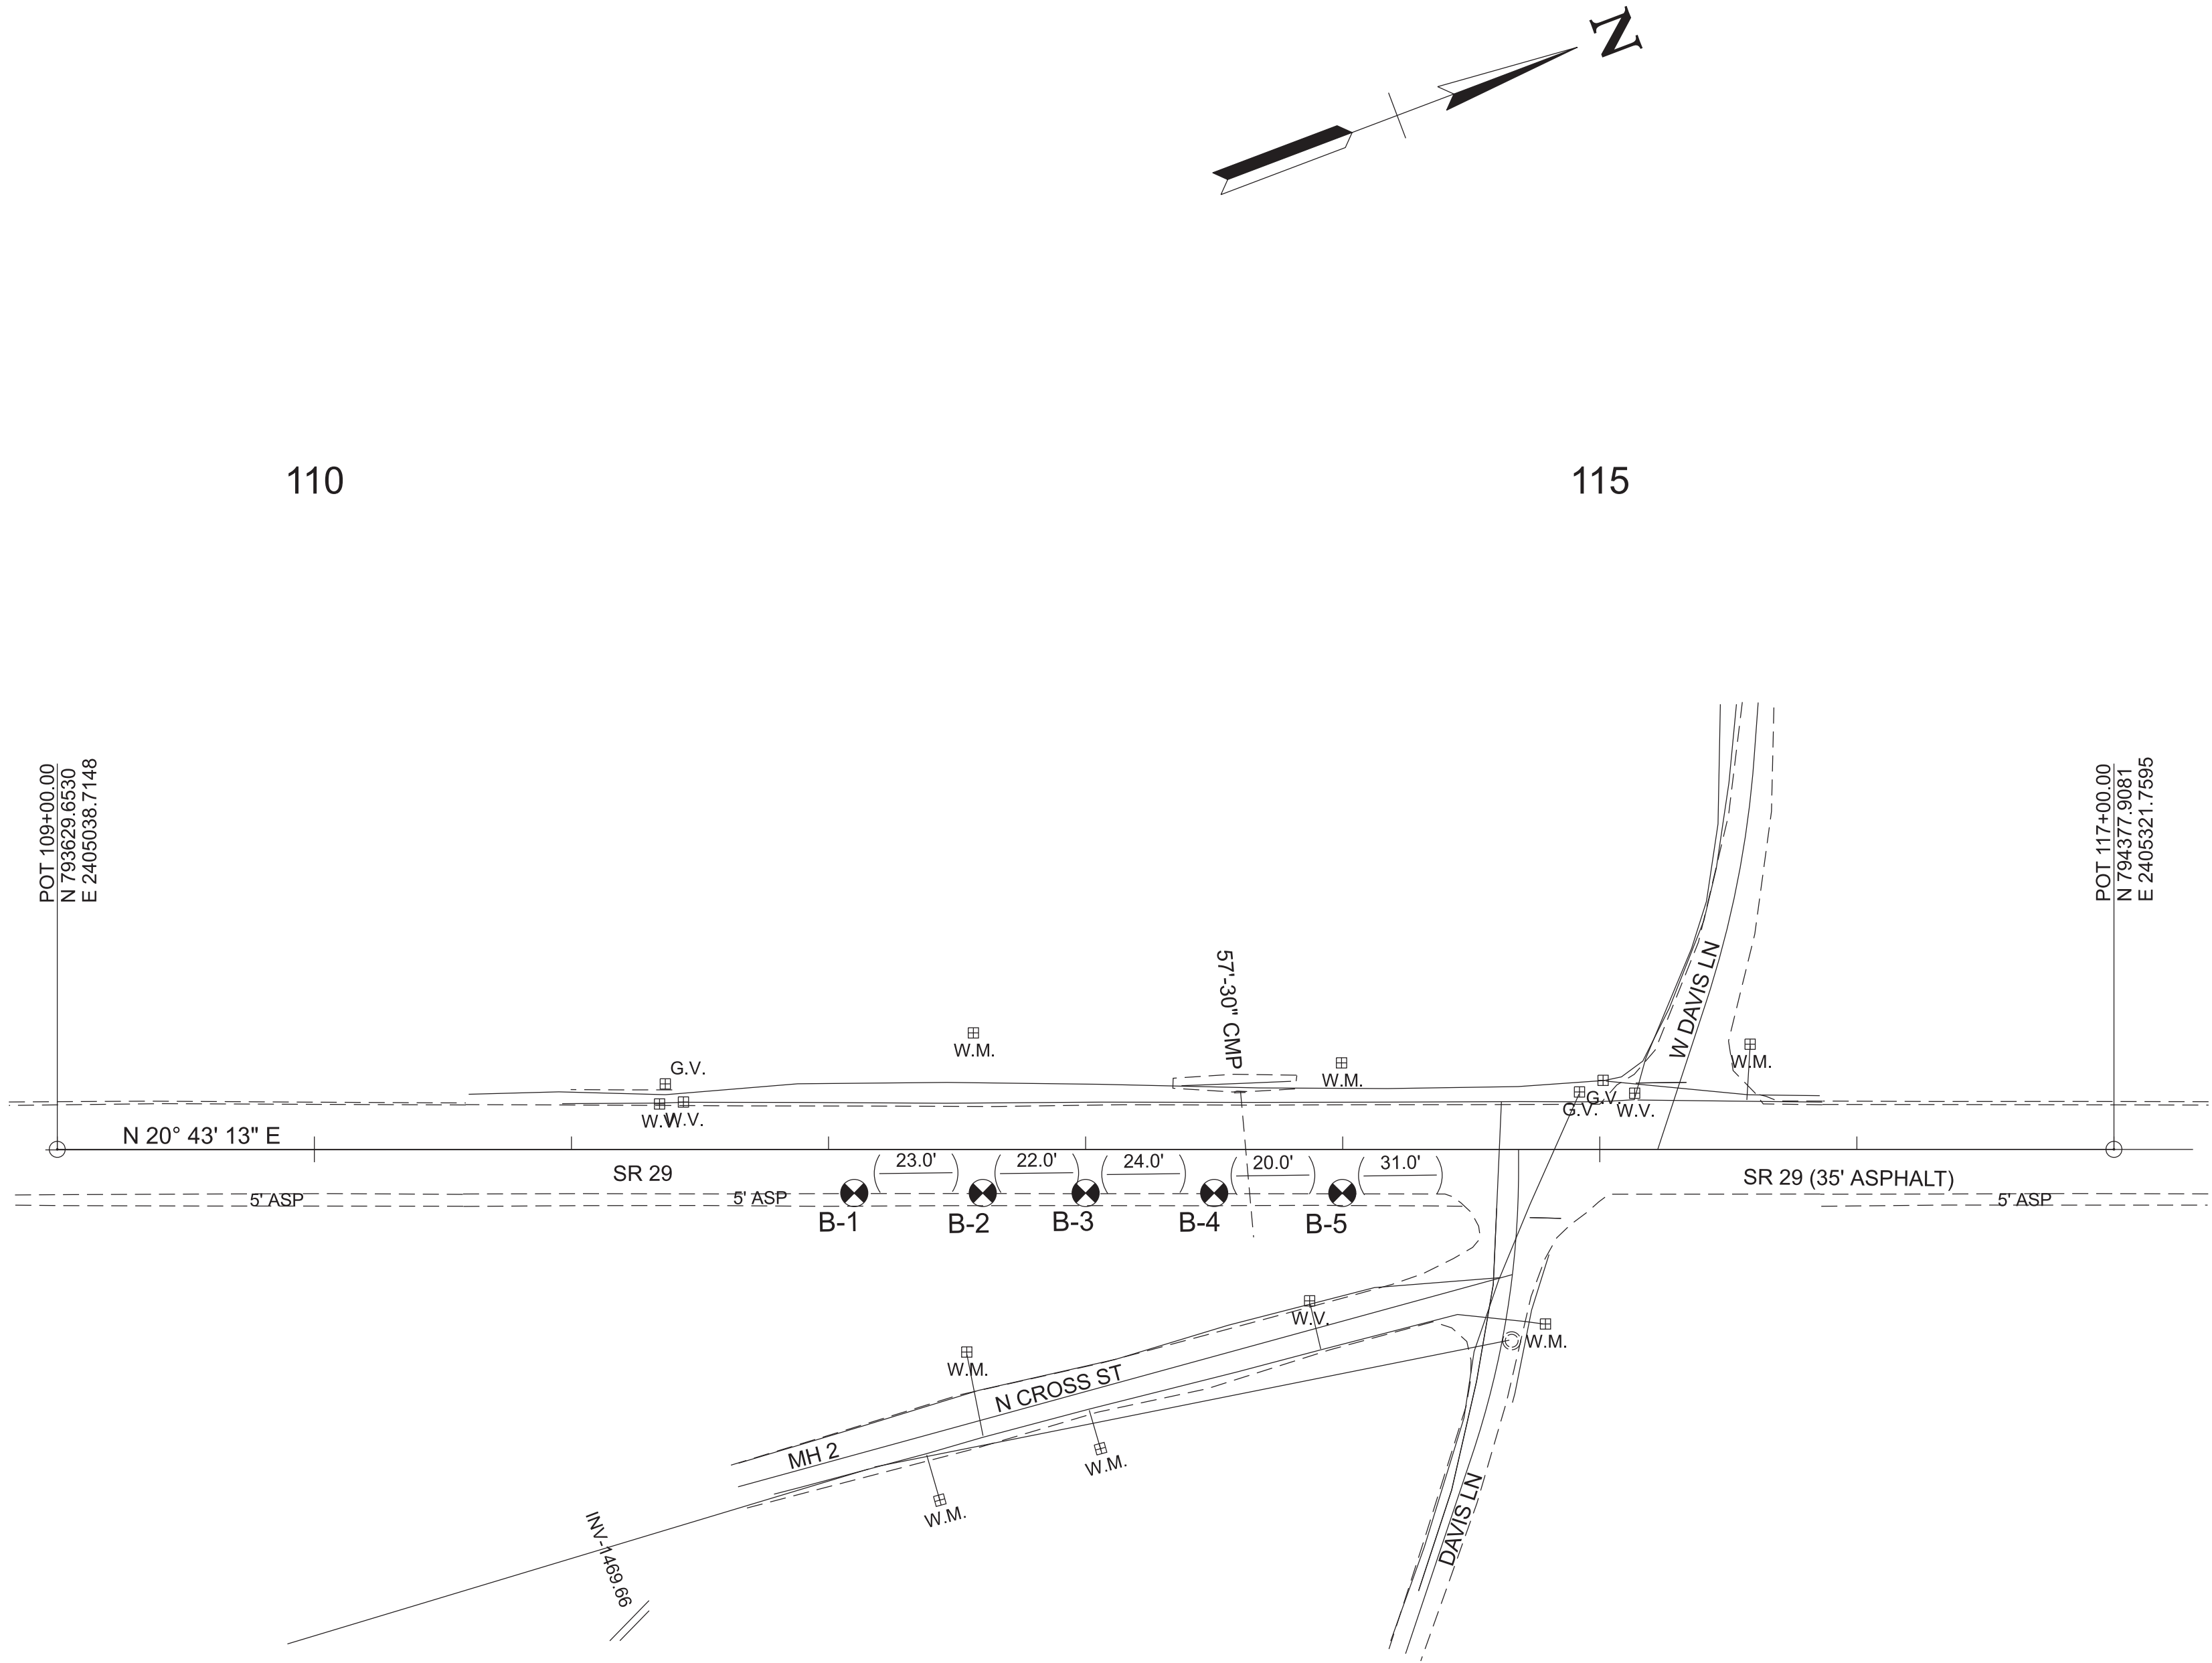 N
110
115
POT 109+00.00
N 793629.6530
E 2405038.7148
POT 117+00.00
N 794377.9081
E 2405321.7595
57'-30" CMP
W DAVIS LN
W.M.
W.M.
W.M.
G.V.
W.V.
W.V.
G.V.
G.V.
W.V.
N 20° 43' 13" E
SR 29
SR 29 (35' ASPHALT)
23.0'
22.0'
24.0'
20.0'
31.0'
5' ASP
5' ASP
5' ASP
B-1
B-2
B-3
B-4
B-5
W.V.
W.M.
W.M.
N CROSS ST
MH 2
W.M.
W.M.
DAVIS LN
INV-1469.66